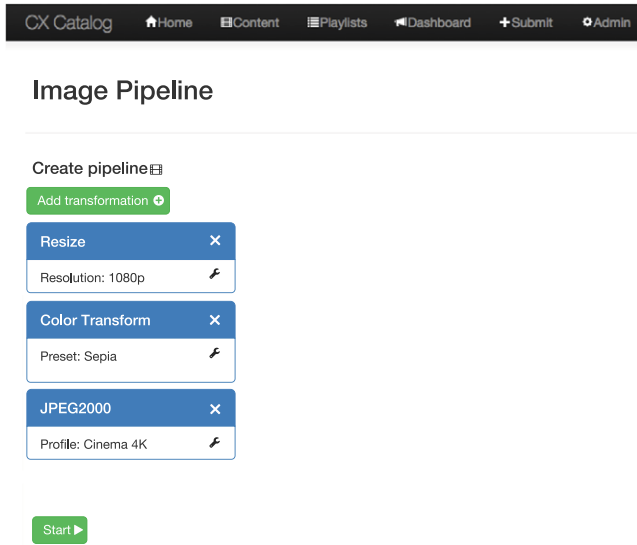 CX Catalog Home Content Playlists Dashboard Submit Admin
Image Pipeline
Create pipeline
Add transformation
Resize
Resolution: 1080p
Color Transform
Preset: Sepia
JPEG2000
Profile: Cinema 4K
Start